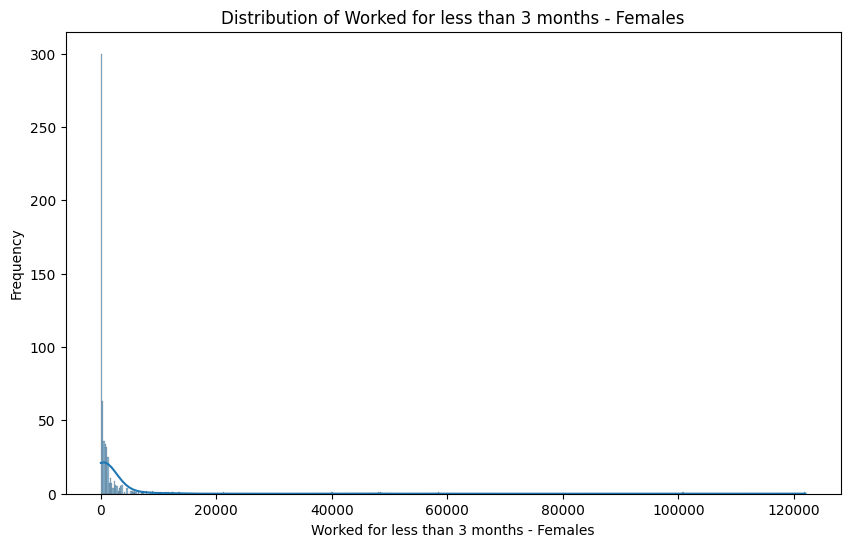 Distribution of Worked for less than 3 months - Females
300
250
200
150
100
50
0
Frequency
0 20000 40000 60000 80000 100000 120000
Worked for less than 3 months - Females